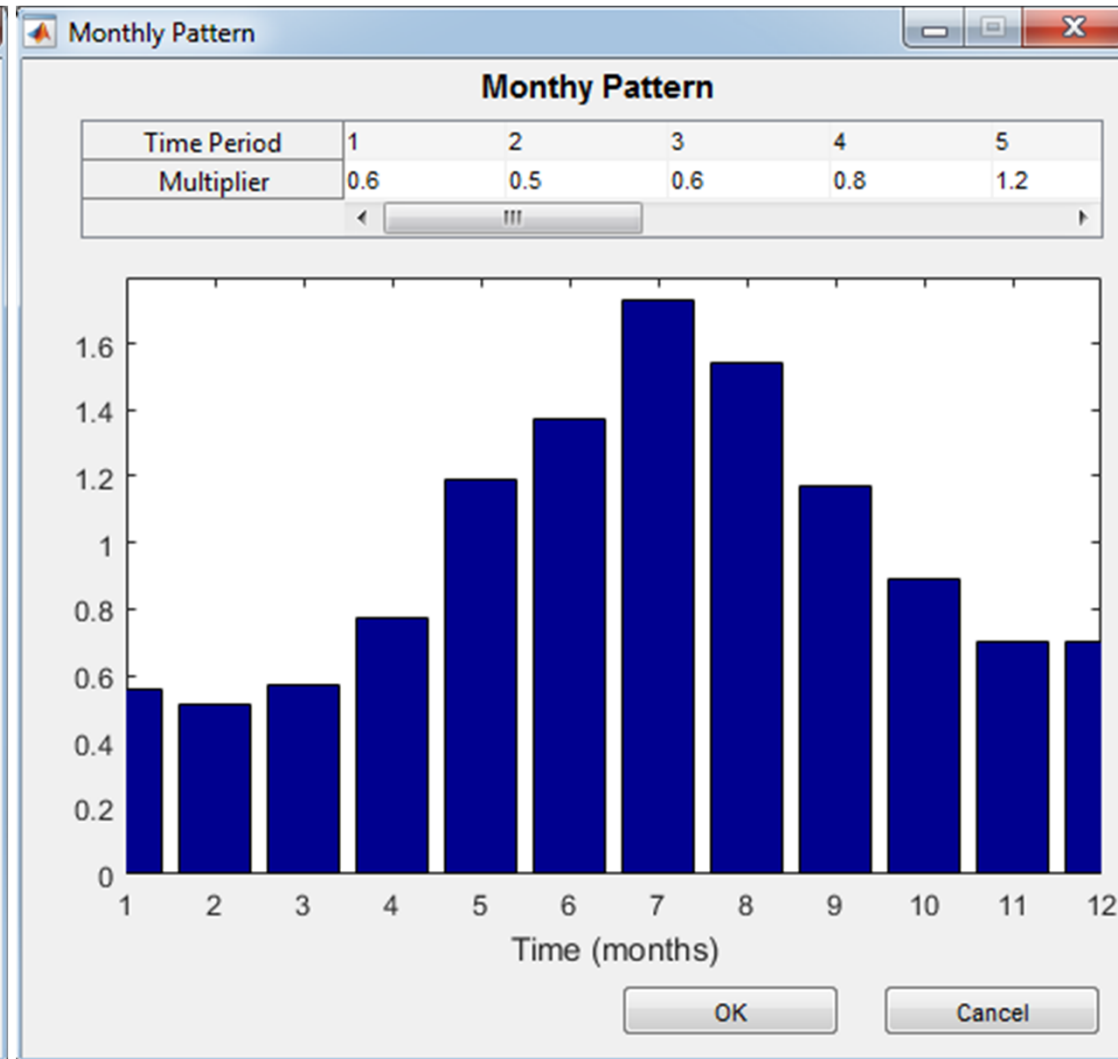 Monthly Pattern
Monthy Pattern
Time Period 1 2 3 4 5
Multiplier 0.6 0.5 0.6 0.8 1.2
1.6
1.4
1.2
1
0.8
0.6
0.4
0.2
0
1 2 3 4 5 6 7 8 9 10 11 12
Time (months)
OK Cancel